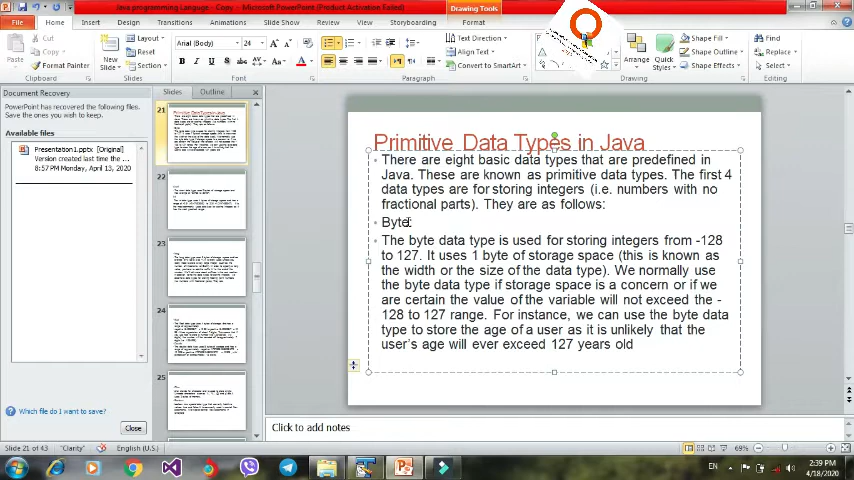 Java programming Languge - Copy - Microsoft PowerPoint (Product Activation Failed)
Drawing Tools
File Home Insert Design Transitions Animations Slide Show Review View Storyboarding Format
Cut
Copy
Format Painter
Paste
Clipboard
New Slide
Layout
Reset
Section
Slides
Arial (Body) 24
Font
Paragraph
Text Direction
Align Text
Convert to SmartArt
Arrange
Quick Styles
Shape Fill
Shape Outline
Shape Effects
Drawing
Find
Replace
Select
Editing
Document Recovery
PowerPoint has recovered the following files.
Save the ones you wish to keep.
Available files
Presentation1.pptx [Original]
Version created last time the ...
8:57 PM Monday, April 13, 2020
Which file do I want to save?
Close
Slides Outline
21
22
23
24
25
Primitive Data Types in Java
There are eight basic data types that are predefined in
Java. These are known as primitive data types. The first 4
data types are for storing integers (i.e. numbers with no
fractional parts). They are as follows:
Byte
The byte data type is used for storing integers from -128
to 127. It uses 1 byte of storage space (this is known as
the width or the size of the data type). We normally use
the byte data type if storage space is a concern or if we
are certain the value of the variable will not exceed the -
128 to 127 range. For instance, we can use the byte data
type to store the age of a user as it is unlikely that the
user's age will ever exceed 127 years old
Click to add notes
Slide 21 of 43 "Clarity" English (U.S.) 69%
EN
2:39 PM
4/18/2020